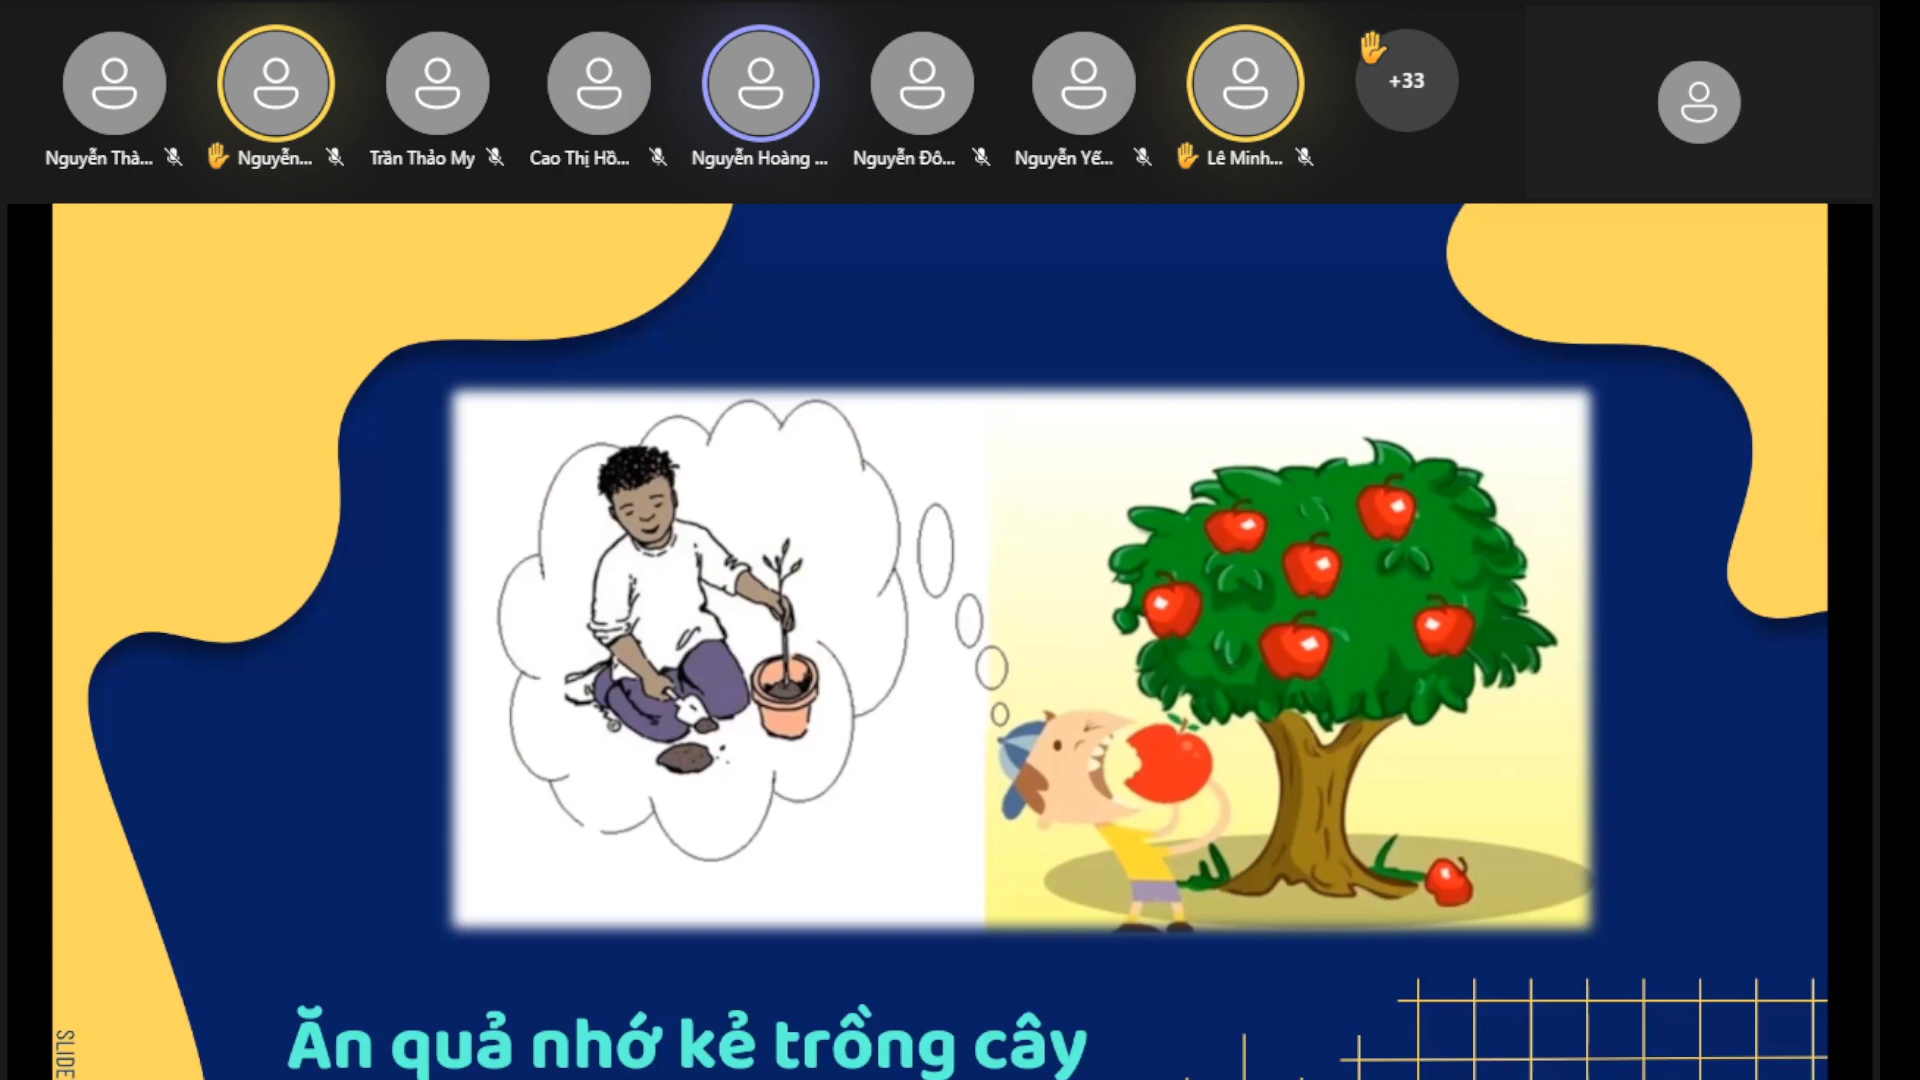 +33
Nguyễn Thà...
Nguyễn...
Trần Thảo My
Cao Thị Hồ...
Nguyễn Hoàng ...
Nguyễn Đô...
Nguyễn Yế...
Lê Minh...
Ăn quả nhớ kẻ trồng cây
SLIDE